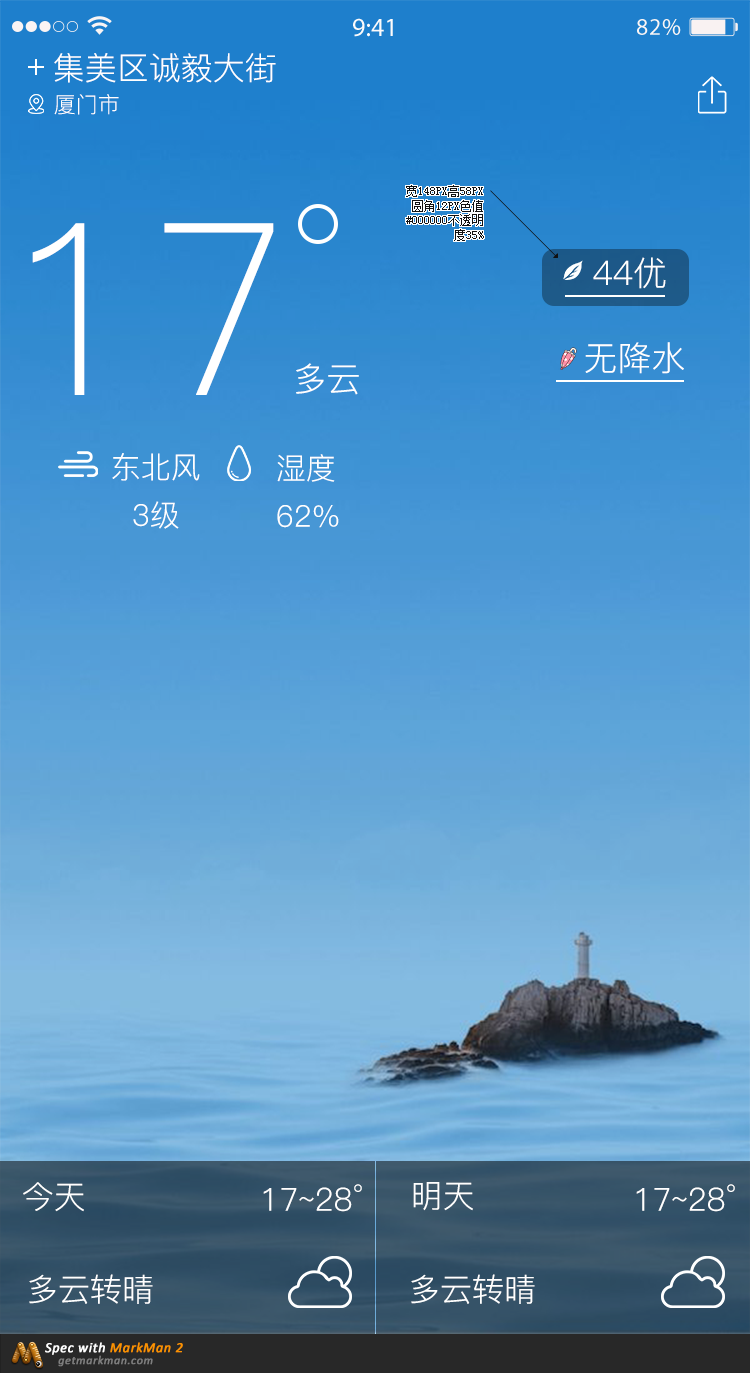 9:41
82%
+ 集美区诚毅大街
厦门市
宽148PX高58PX
圆角12PX色值
#000000不透明
度35%
17°
44优
无降水
多云
东北风
3级
湿度
62%
今天
17~28°
多云转晴
明天
17~28°
多云转晴
Spec with MarkMan 2
getmarkman.com